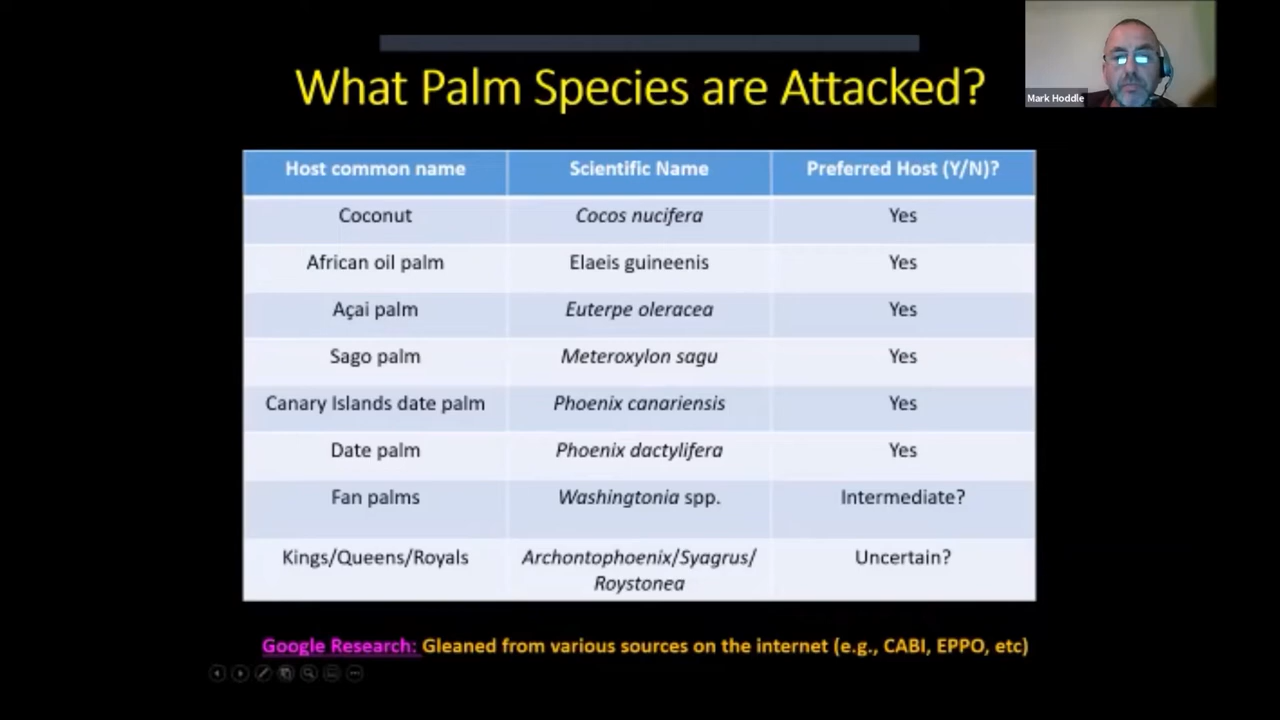 What Palm Species are Attacked?
Mark Hoddle
Host common name Scientific Name Preferred Host (Y/N)?
Coconut Cocos nucifera Yes
African oil palm Elaeis guineenis Yes
Açai palm Euterpe oleracea Yes
Sago palm Meteroxylon sagu Yes
Canary Islands date palm Phoenix canariensis Yes
Date palm Phoenix dactylifera Yes
Fan palms Washingtonia spp. Intermediate?
Kings/Queens/Royals Archontophoenix/Syagrus/ Uncertain?
Roystonea
Google Research: Gleaned from various sources on the internet (e.g., CABI, EPPO, etc)